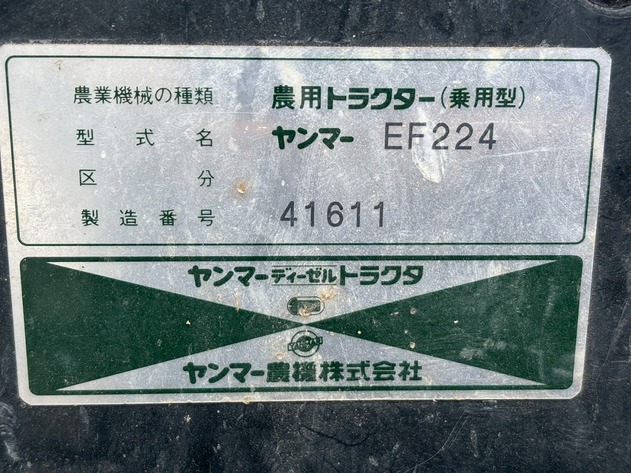 農業機械の種類 農用トラクター(乗用型)
型式名 ヤンマー EF224
区分
製造番号 41611
ヤンマーディーゼルトラクタ
ヤンマー農機株式会社